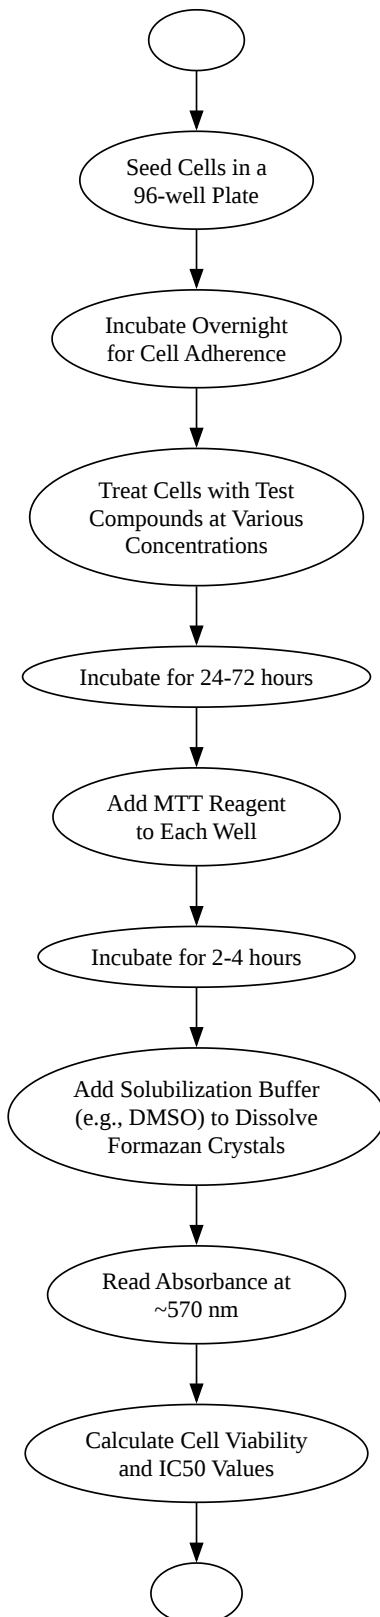 Seed Cells in a
96-well Plate
Incubate Overnight
for Cell Adherence
Treat Cells with Test
Compounds at Various
Concentrations
Incubate for 24-72 hours
Add MTT Reagent
to Each Well
Incubate for 2-4 hours
Add Solubilization Buffer
(e.g., DMSO) to Dissolve
Formazan Crystals
Read Absorbance at
~570 nm
Calculate Cell Viability
and IC50 Values